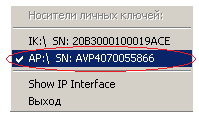 Носители личных ключей:
IK:\ SN: 20B3000100019ACE
AP:\ SN: AVP4070055866
Show IP Interface
Выход